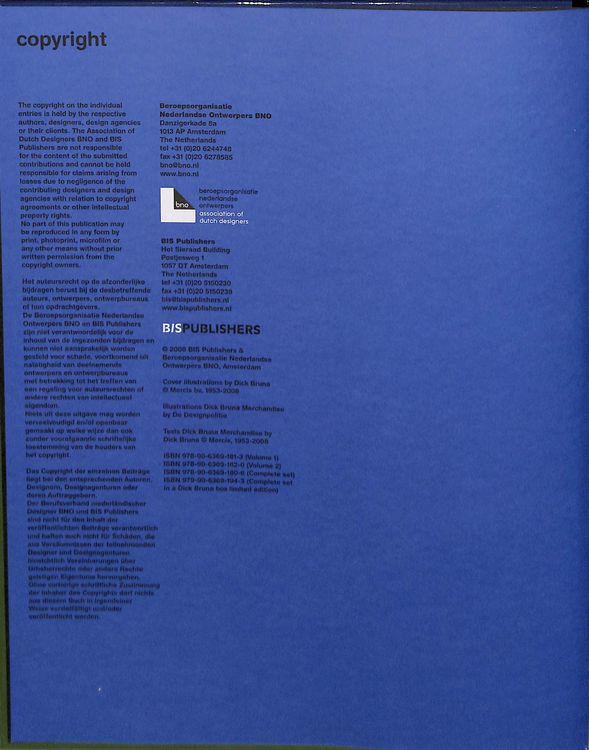 copyright
The copyright on the individual
entries is held by the respective
authors, designers, design agencies
or their clients. The Association of
Dutch Designers BNO and BIS
Publishers are not responsible
for the content of the submitted
contributions and cannot be held
responsible for claims arising from
losses due to negligence of the
contributing designers and design
agencies with relation to copyright
agreements or other intellectual
property rights.
No part of this publication may
be reproduced in any form by
print, photoprint, microfilm or
any other means without prior
written permission from the
copyright owners.
Het auteursrecht op de afzonderlijke
bijdragen berust bij de desbetreffende
auteurs, ontwerpers, ontwerpbureaus
of hun opdrachtgevers.
De Beroepsorganisatie Nederlandse
Ontwerpers BNO en BIS Publishers
zijn niet verantwoordelijk voor de
inhoud van de ingezonden bijdragen en
kunnen niet aansprakelijk worden
gesteld voor schade, voortkomend uit
nalatigheid van deelnemende
ontwerpers en ontwerpbureaus
met betrekking tot het treffen van
een regeling voor auteursrechten of
andere rechten van intellectueel
eigendom.
Niets uit deze uitgave mag worden
verveelvoudigd en/of openbaar
gemaakt op welke wijze dan ook
zonder voorafgaande schriftelijke
toestemming van de houders van
het copyright.
Das Copyright der einzelnen Beiträge
liegt bei den entsprechenden Autoren,
Designern, Designagenturen oder
deren Auftraggebern.
Der Berufsverband niederländischer
Designer BNO und BIS Publishers
sind nicht für den Inhalt der
veröffentlichten Beiträge verantwortlich
und haften auch nicht für Schäden, die
aus Versäumnissen der teilnehmenden
Designer und Designagenturen
hinsichtlich Vereinbarungen über
Urheberrechte oder andere Rechte
geistigen Eigentums hervorgehen.
Ohne vorherige schriftliche Zustimmung
der Inhaber des Copyrights darf nichts
aus diesem Buch in irgendeiner
Weise vervielfältigt und/oder
veröffentlicht werden.
Beroepsorganisatie
Nederlandse Ontwerpers BNO
Danzigerkade 8a
1013 AP Amsterdam
The Netherlands
tel +31 (0)20 6244748
fax +31 (0)20 6278585
bno@bno.nl
www.bno.nl
bno
beroepsorganisatie
nederlandse
ontwerpers
association of
dutch designers
BIS Publishers
Het Sieraad Building
Postjesweg 1
1057 DT Amsterdam
The Netherlands
tel +31 (0)20 5150230
fax +31 (0)20 5150239
bis@bispublishers.nl
www.bispublishers.nl
BISPUBLISHERS
© 2008 BIS Publishers &
Beroepsorganisatie Nederlandse
Ontwerpers BNO, Amsterdam
Cover illustrations by Dick Bruna
© Mercis bv, 1953-2008
Illustrations Dick Bruna Merchandise
by De Designpolitie
Texts Dick Bruna Merchandise by
Dick Bruna © Mercis, 1953-2008
ISBN 978-90-6369-181-3 (Volume 1)
ISBN 978-90-6369-182-0 (Volume 2)
ISBN 978-90-6369-180-6 (Complete set)
ISBN 979-90-6369-194-3 (Complete set
in a Dick Bruna box limited edition)